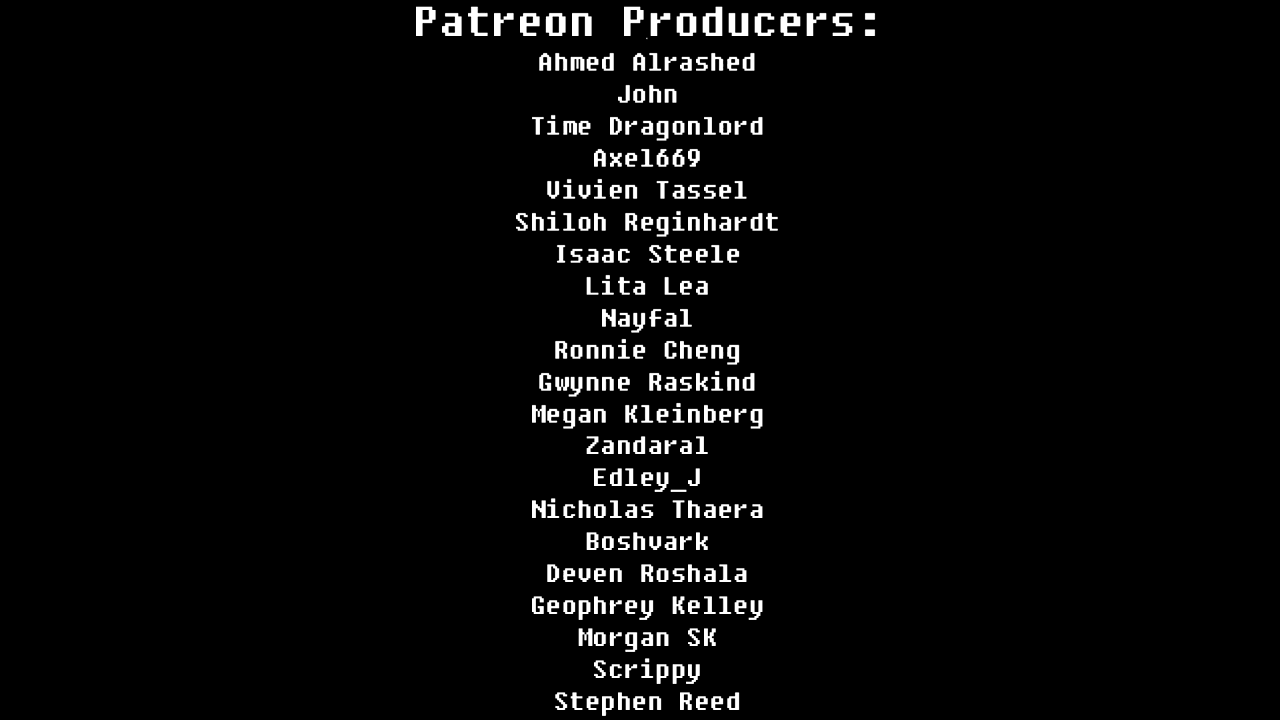 Patreon Producers:
Ahmed Alrashed
John
Time Dragonlord
Axel669
Vivien Tassel
Shiloh Reginhardt
Isaac Steele
Lita Lea
Nayfal
Ronnie Cheng
Gwynne Raskind
Megan Kleinberg
Zandaral
Edley_J
Nicholas Thaera
Boshvark
Deven Roshala
Geophrey Kelley
Morgan SK
Scrippy
Stephen Reed